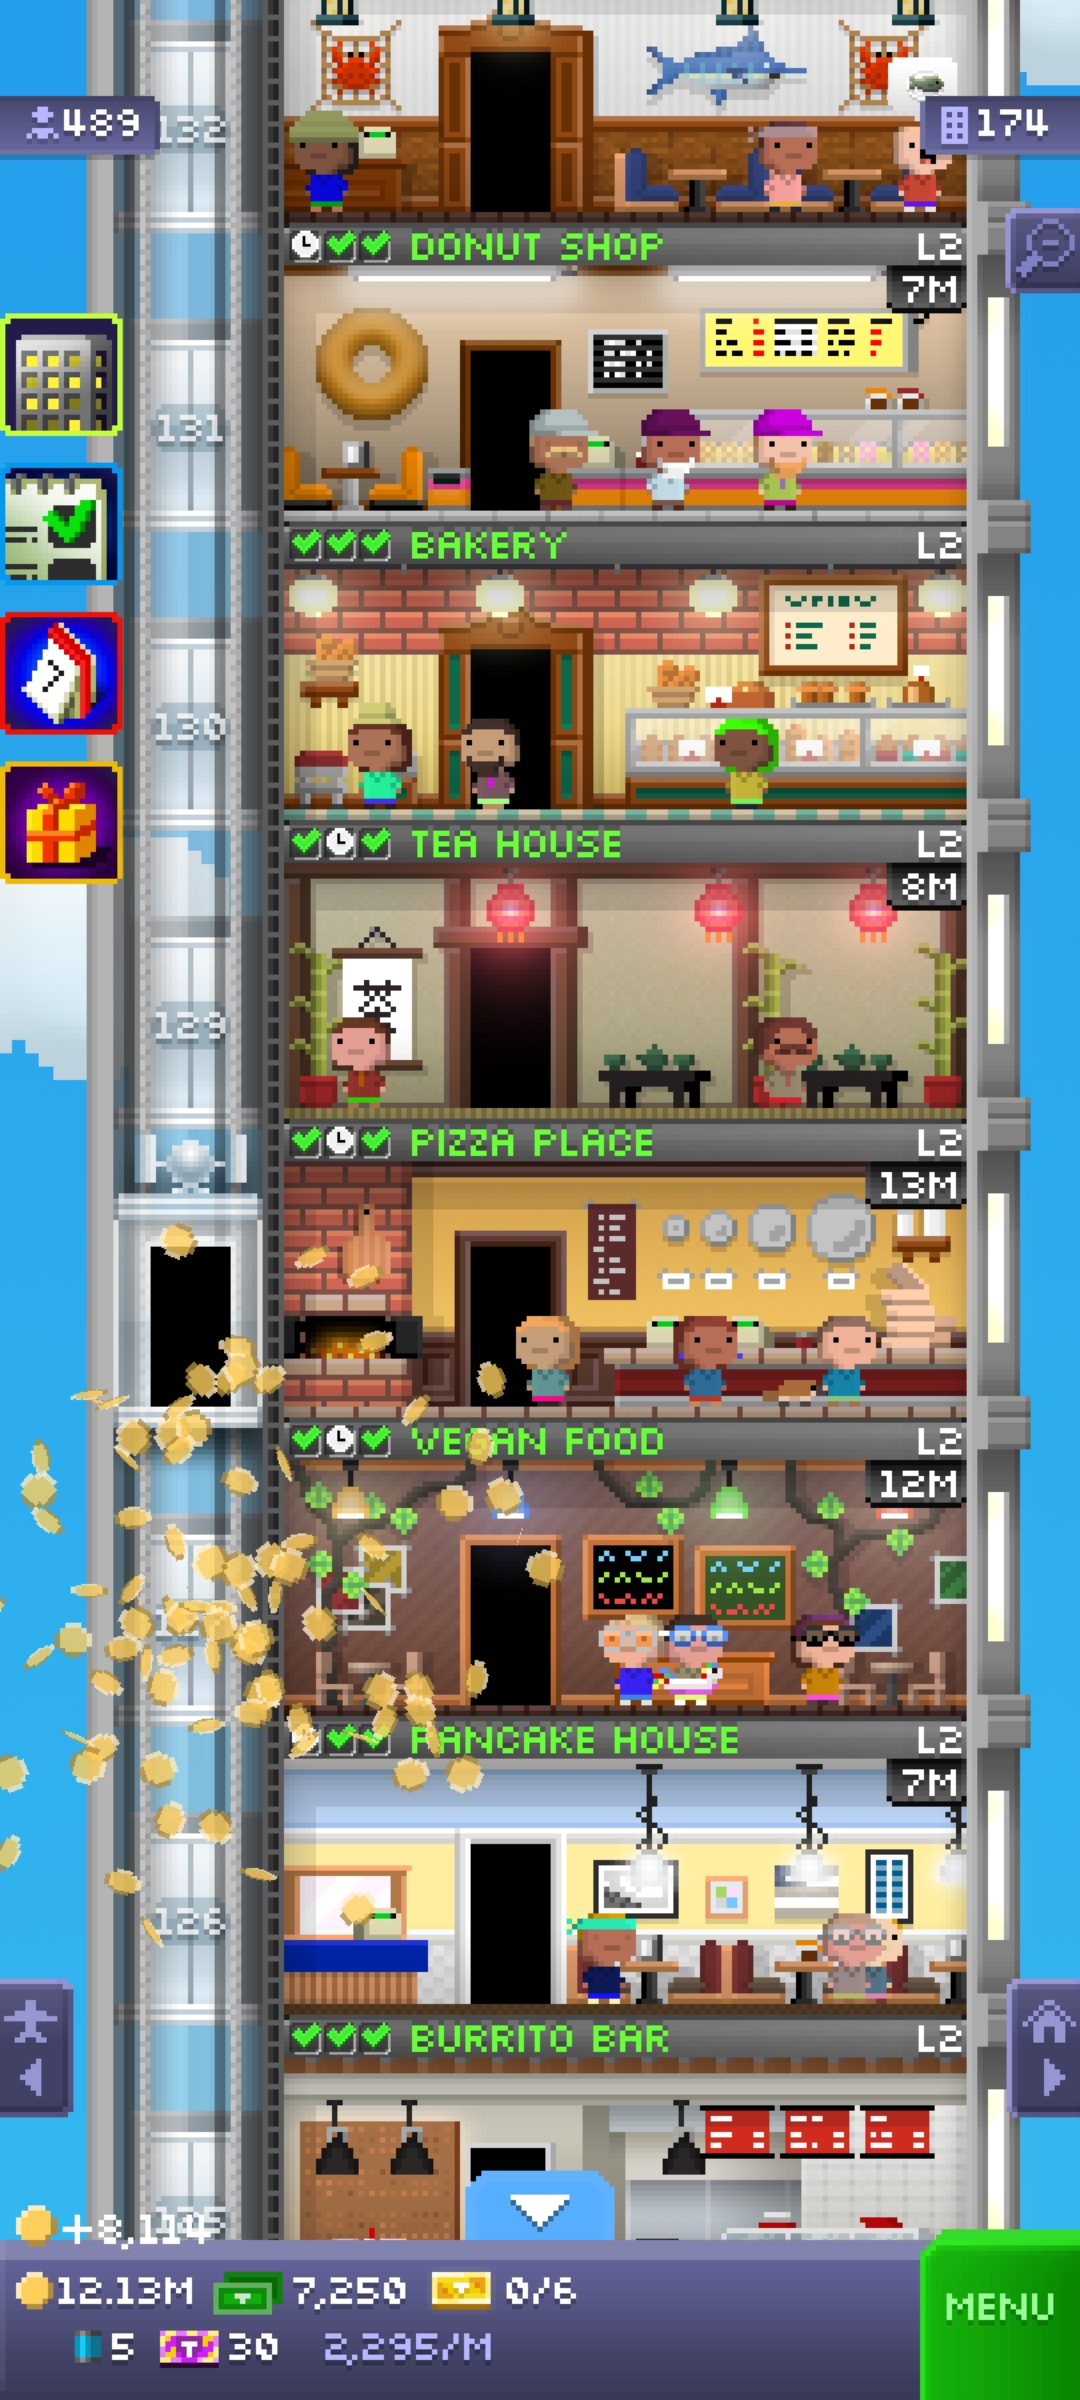 489
132
174
DONUT SHOP L2
7M
131
BAKERY L2
130
TEA HOUSE L2
8M
英
129
PIZZA PLACE L2
13M
VEGAN FOOD L2
12M
PANCAKE HOUSE L2
7M
126
BURRITO BAR L2
+8,114
12.13M 7,250 0/6
5 30 2,295/M
MENU